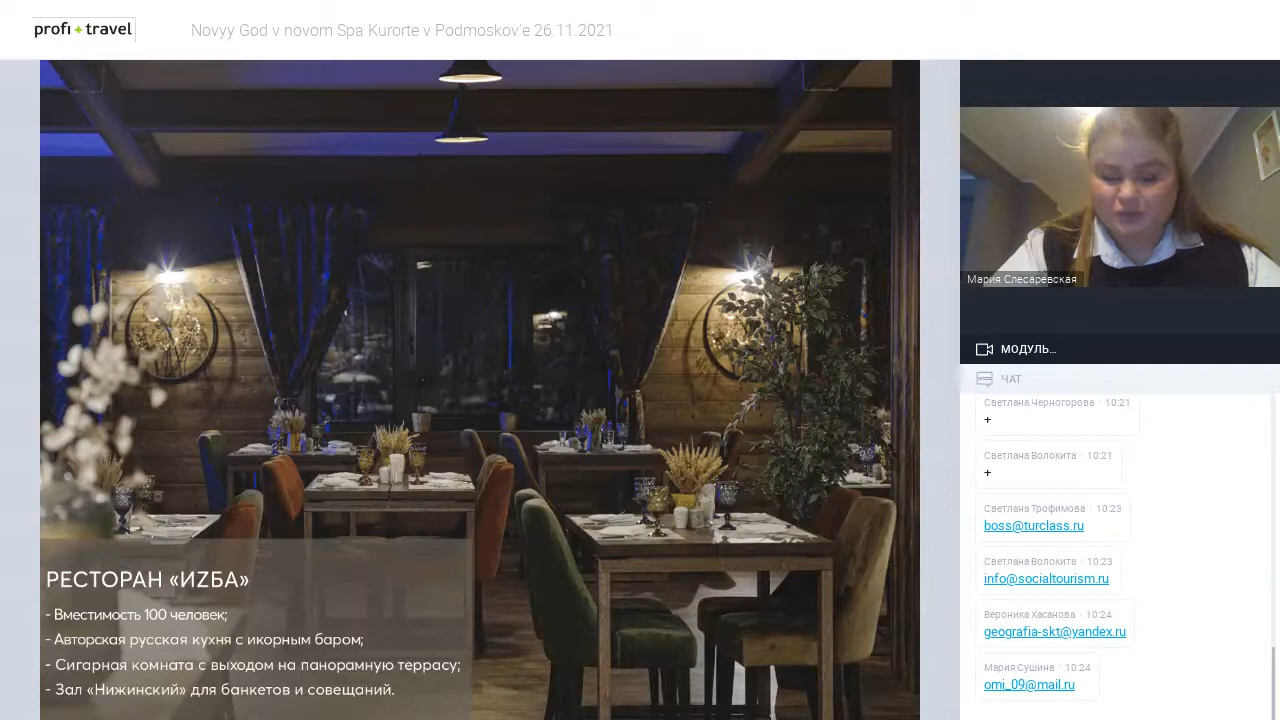 profi + travel
Novyy God v novom Spa Kurorte v Podmoskov'e 26.11.2021
РЕСТОРАН «ИZБА»
- Вместимость 100 человек;
- Авторская русская кухня с икорным баром;
- Сигарная комната с выходом на панорамную террасу;
- Зал «Нижинский» для банкетов и совещаний.
Мария Слесаревская
МОДУЛЬ...
ЧАТ
Светлана Черногорова · 10:21
+
Светлана Волокита · 10:21
+
Светлана Трофимова · 10:23
boss@turclass.ru
Светлана Волокита · 10:23
info@socialtourism.ru
Вероника Хасанова · 10:24
geografia-skt@yandex.ru
Мария Сушина · 10:24
omi_09@mail.ru